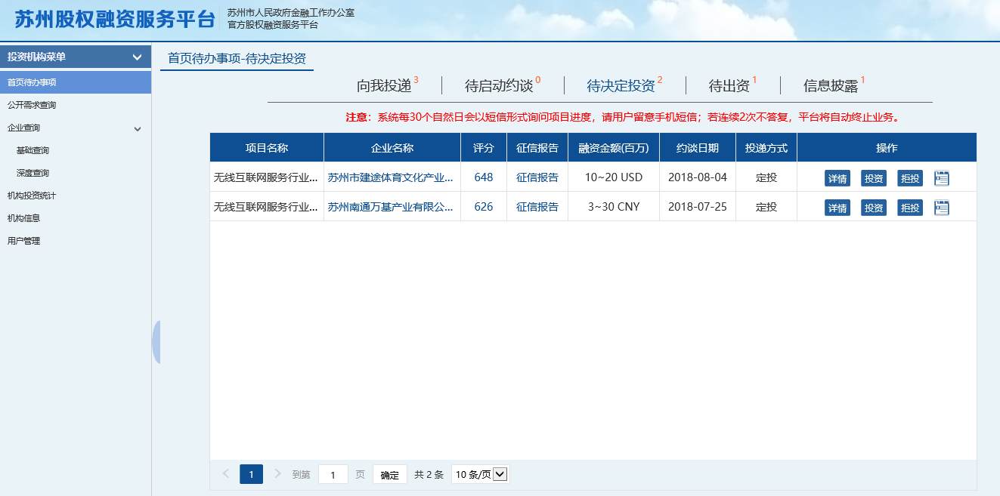 苏州股权融资服务平台
苏州市人民政府金融工作办公室
官方股权融资服务平台
投资机构菜单
首页待办事项
公开需求查询
企业查询
基础查询
深度查询
机构投资统计
机构信息
用户管理
首页待办事项-待决定投资
向我投递 3 待启动约谈 0 待决定投资 2 待出资 1 信息披露 1
注意：系统每30个自然日会以短信形式询问项目进度，请用户留意手机短信；若连续2次不答复，平台将自动终止业务。
项目名称 企业名称 评分 征信报告 融资金额(百万) 约谈日期 投递方式 操作
无线互联网服务行业... 苏州市建途体育文化产业... 648 征信报告 10~20 USD 2018-08-04 定投 详情 投资 拒投
无线互联网服务行业... 苏州南通万基产业有限公... 626 征信报告 3~30 CNY 2018-07-25 定投 详情 投资 拒投
1 到第 1 页 确定 共 2 条 10 条/页